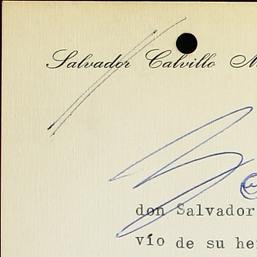 Salvador Calvillo M
don Salvador
vío de su he